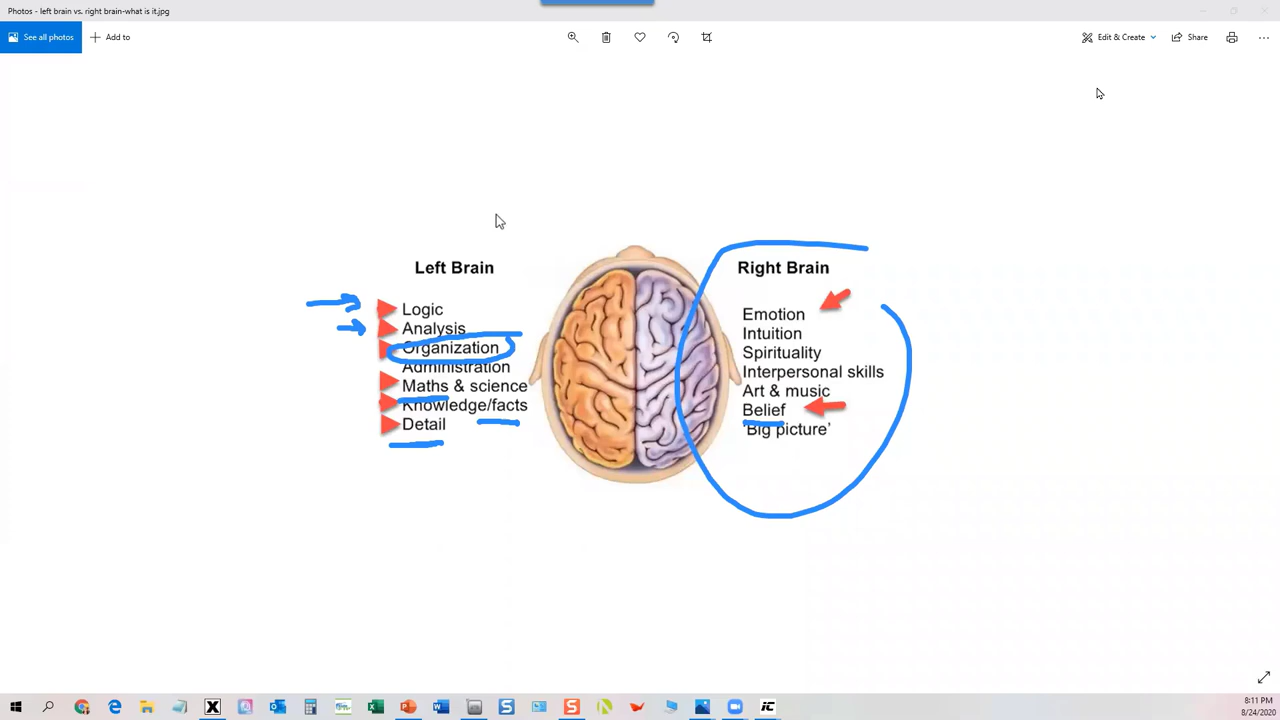 Photos - left brain vs. right brain-what is it.jpg
See all photos
Add to
Edit & Create
Share
Left Brain
Logic
Analysis
Organization
Administration
Maths & science
Knowledge/facts
Detail
Right Brain
Emotion
Intuition
Spirituality
Interpersonal skills
Art & music
Belief
'Big picture'
8:11 PM
8/24/2020